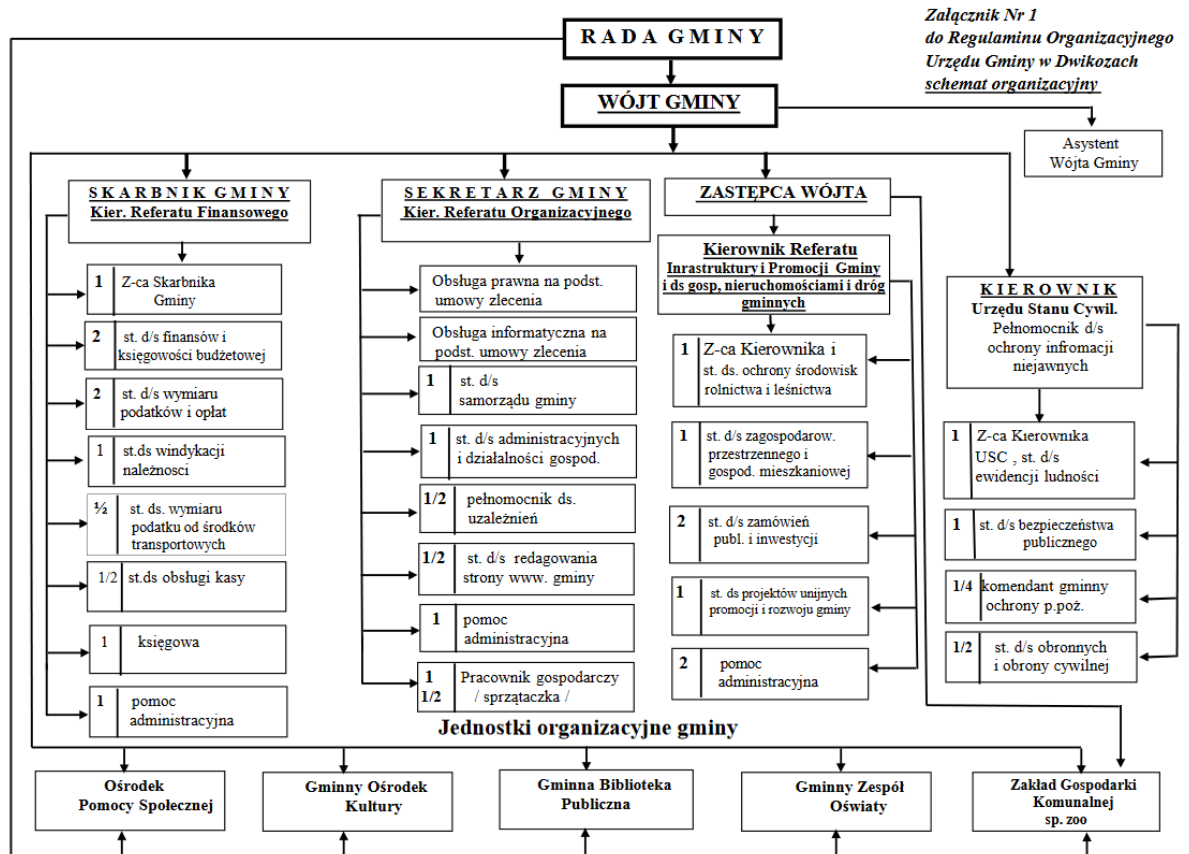 Załącznik Nr 1
do Regulaminu Organizacyjnego
Urzędu Gminy w Dwikozach
schemat organizacyjny
R A D A G M I N Y
WÓJT GMINY
Asystent
Wójta Gminy
S K A R B N I K G M I N Y
Kier. Referatu Finansowego
1 Z-ca Skarbnika
Gminy
2 st. d/s finansów i
księgowości budżetowej
2 st. d/s wymiaru
podatków i opłat
1 st.ds windykacji
należnosci
½ st. ds. wymiaru
podatku od środków
transportowych
1/2 st.ds obsługi kasy
1 księgowa
1 pomoc
administracyjna
S E K R E T A R Z G M I N Y
Kier. Referatu Organizacyjnego
Obsługa prawna na podst.
umowy zlecenia
Obsługa informatyczna na
podst. umowy zlecenia
1 st. d/s
samorządu gminy
1 st. d/s administracyjnych
i działalności gospod.
1/2 pełnomocnik ds.
uzależnień
1/2 st. d/s redagowania
strony www. gminy
1 pomoc
administracyjna
1 Pracownik gospodarczy
1/2 / sprzątaczka /
ZASTĘPCA WÓJTA
Kierownik Referatu
Inrastruktury i Promocji Gminy
i ds gosp, nieruchomościami i dróg
gminnych
1 Z-ca Kierownika i
st. ds. ochrony środowisk
rolnictwa i leśnictwa
1 st. d/s zagospodarow.
przestrzennego i
gospod. mieszkaniowej
2 st. d/s zamówień
publ. i inwestycji
1 st. ds projektów unijnych
promocji i rozwoju gminy
2 pomoc
administracyjna
K I E R O W N I K
Urzędu Stanu Cywil.
Pełnomocnik d/s
ochrony infromacji
niejawnych
1 Z-ca Kierownika
USC , st. d/s
ewidencji ludności
1 st. d/s bezpieczeństwa
publicznego
1/4 komendant gminny
ochrony p.poż.
1/2 st. d/s obronnych
i obrony cywilnej
Jednostki organizacyjne gminy
Ośrodek
Pomocy Społecznej
Gminny Ośrodek
Kultury
Gminna Biblioteka
Publiczna
Gminny Zespół
Oświaty
Zakład Gospodarki
Komunalnej
sp. zoo